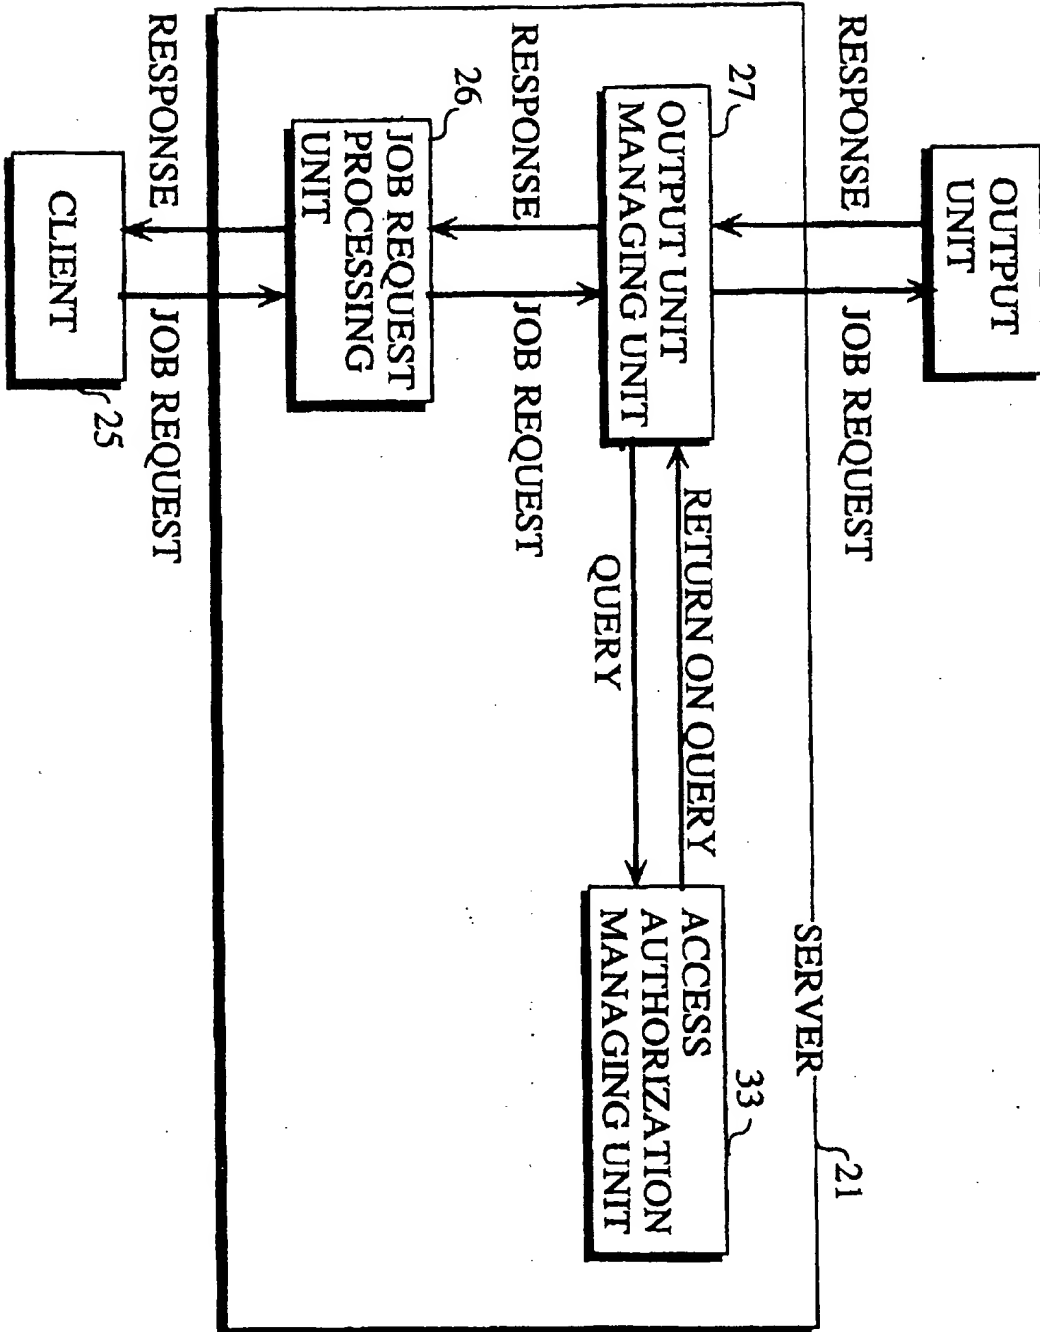 OUTPUT
UNIT
RESPONSE
JOB REQUEST
SERVER
21
27
OUTPUT UNIT
MANAGING UNIT
RETURN ON QUERY
QUERY
33
ACCESS
AUTHORIZATION
MANAGING UNIT
RESPONSE
JOB REQUEST
26
JOB REQUEST
PROCESSING
UNIT
RESPONSE
JOB REQUEST
CLIENT
25